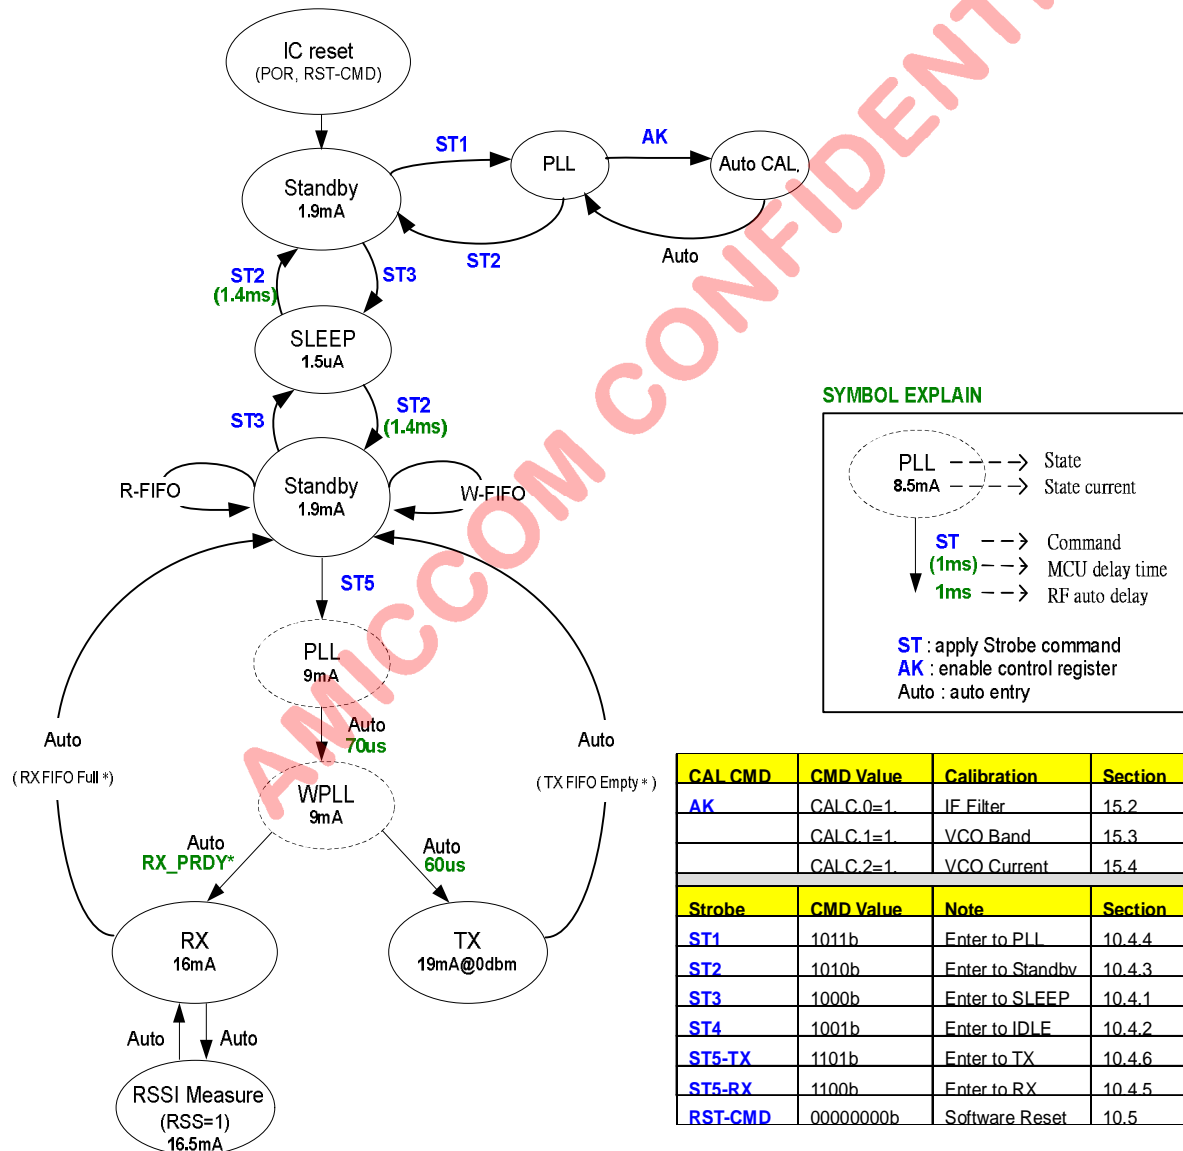 IC reset
(POR, RST-CMD)
ST1
AK
PLL
Auto CAL.
Standby
1.9mA
ST2
Auto
ST2
(1.4ms)
ST3
SLEEP
1.5uA
ST3
ST2
(1.4ms)
R-FIFO
Standby
1.9mA
W-FIFO
ST5
PLL
9mA
Auto
70us
Auto
(RX FIFO Full *)
Auto
(TX FIFO Empty *)
WPLL
9mA
Auto
RX_PRDY*
Auto
60us
RX
16mA
TX
19mA@0dbm
Auto
Auto
RSSI Measure
(RSS=1)
16.5mA
SYMBOL EXPLAIN
PLL
8.5mA
State
State current
ST
Command
(1ms)
MCU delay time
1ms
RF auto delay
ST : apply Strobe command
AK : enable control register
Auto : auto entry
CAL CMD CMD Value Calibration Section
AK CALC.0=1. IF Filter 15.2
CALC.1=1. VCO Band 15.3
CALC.2=1. VCO Current 15.4
Strobe CMD Value Note Section
ST1 1011b Enter to PLL 10.4.4
ST2 1010b Enter to Standby 10.4.3
ST3 1000b Enter to SLEEP 10.4.1
ST4 1001b Enter to IDLE 10.4.2
ST5-TX 1101b Enter to TX 10.4.6
ST5-RX 1100b Enter to RX 10.4.5
RST-CMD 00000000b Software Reset 10.5
AMICCOM CONFIDENTI